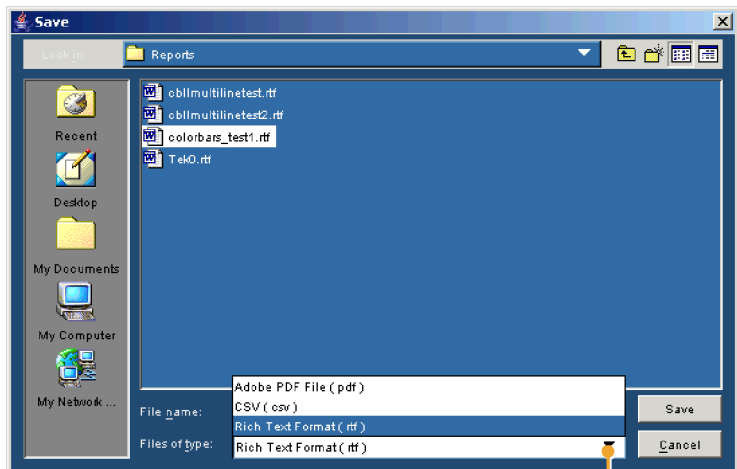 Save
Look in:
Reports
cbllmultilinetest.rtf
cbllmultilinetest2.rtf
colorbars_test1.rtf
Tek0.rtf
Recent
Desktop
My Documents
My Computer
My Network ...
Adobe PDF File ( pdf )
CSV ( csv )
Rich Text Format ( rtf )
File name:
Save
Files of type:
Rich Text Format ( rtf )
Cancel